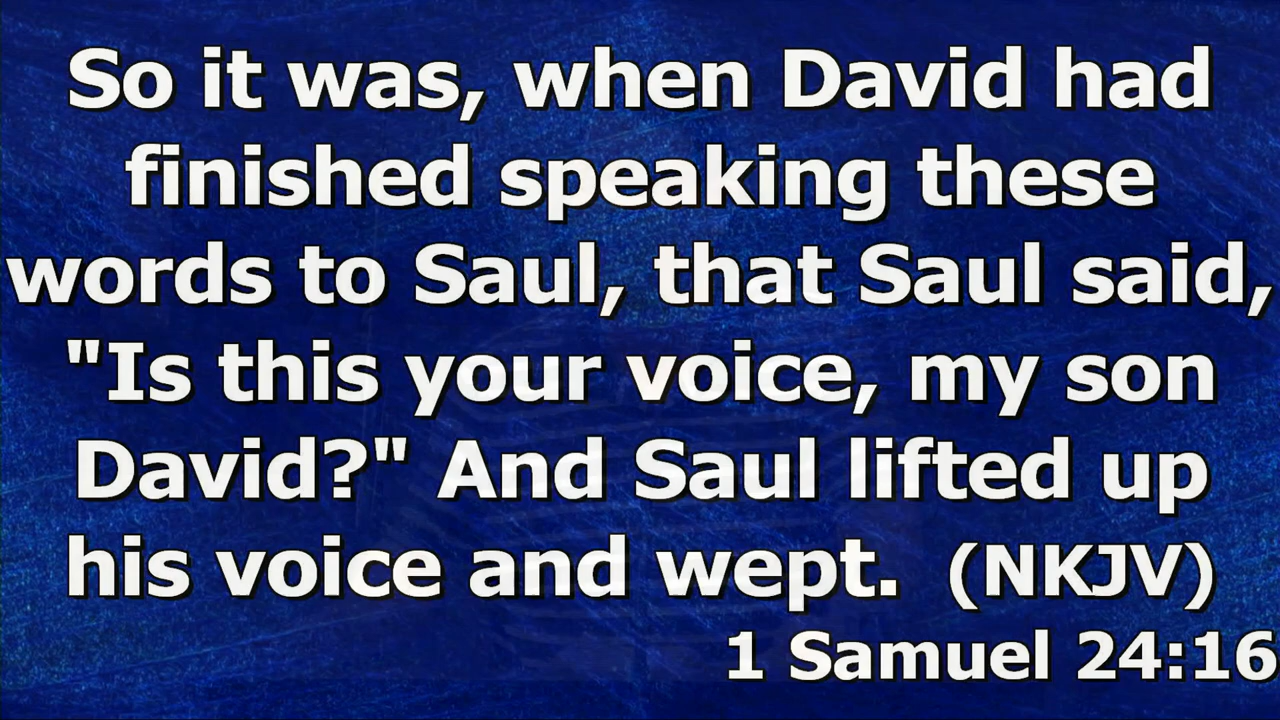 So it was, when David had
finished speaking these
words to Saul, that Saul said,
"Is this your voice, my son
David?" And Saul lifted up
his voice and wept.  (NKJV)
1 Samuel 24:16